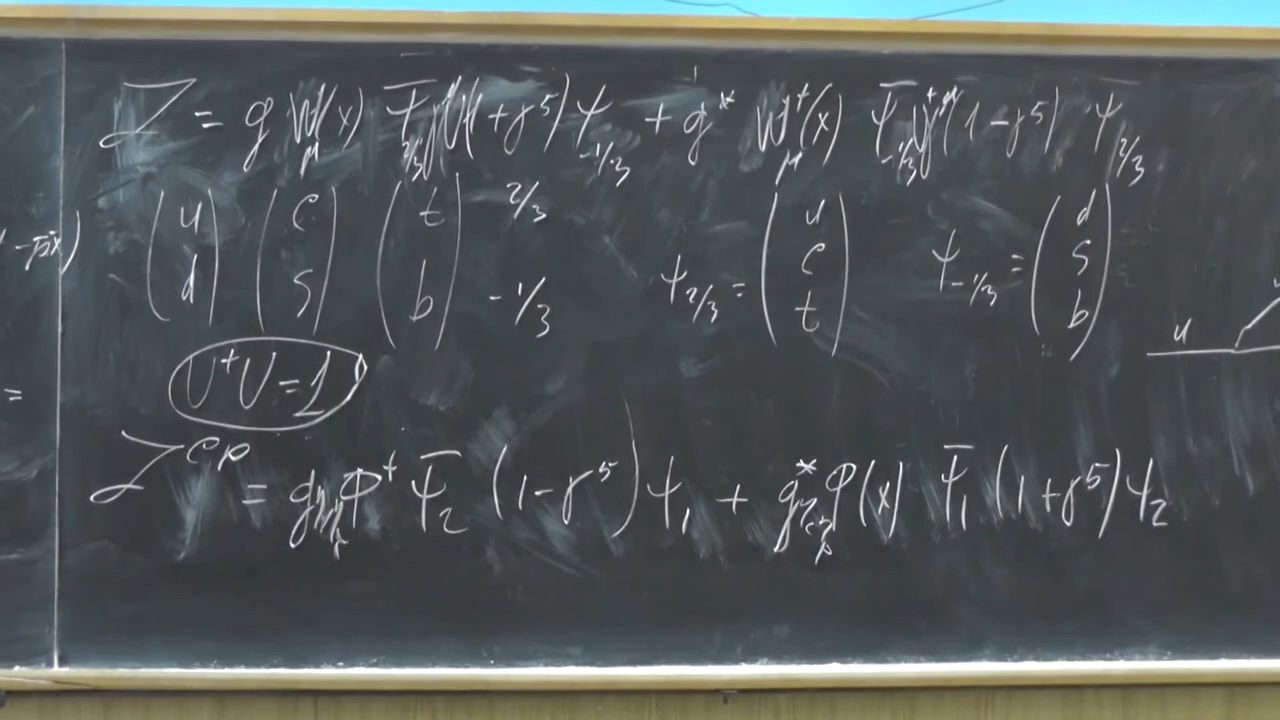 ℒ = g W_μ(x) Ψ̄_{2/3} γ^μ U(1+γ⁵) ψ_{-1/3} + g* W_μ⁺(x) Ψ̄_{-1/3} U⁺γ^μ(1-γ⁵) ψ_{2/3}
(u d) (c s) (t b) 2/3 -1/3 ψ_{2/3} = (u c t) ψ_{-1/3} = (d s b) u
U⁺U = 1
=
ℒ^{CP} = g φ⁺ Ψ̄₂ (1-γ⁵) ψ₁ + g* φ(x) Ψ̄₁ (1+γ⁵) ψ₂